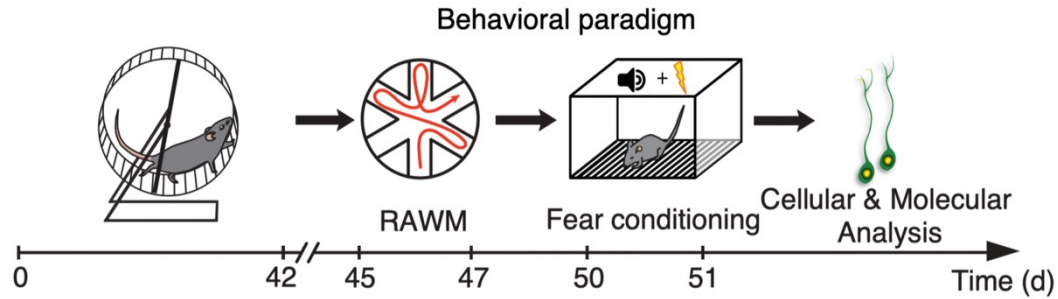 Behavioral paradigm
+
RAWM
Fear conditioning
Cellular & Molecular
Analysis
0 42 45 47 50 51 Time (d)